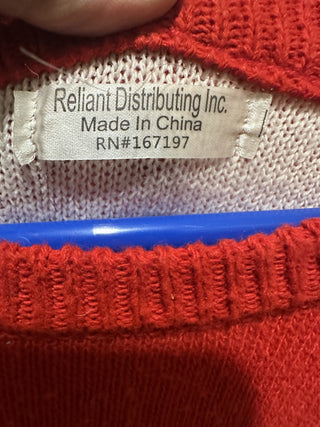 Reliant Distributing Inc.
Made In China
RN#167197